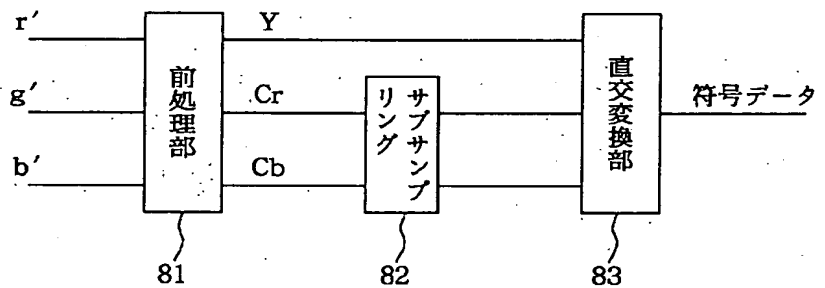 r′
g′
b′
前処理部
Y
Cr
Cb
サブサンプ
リング
直交変換部
符号データ
81
82
83